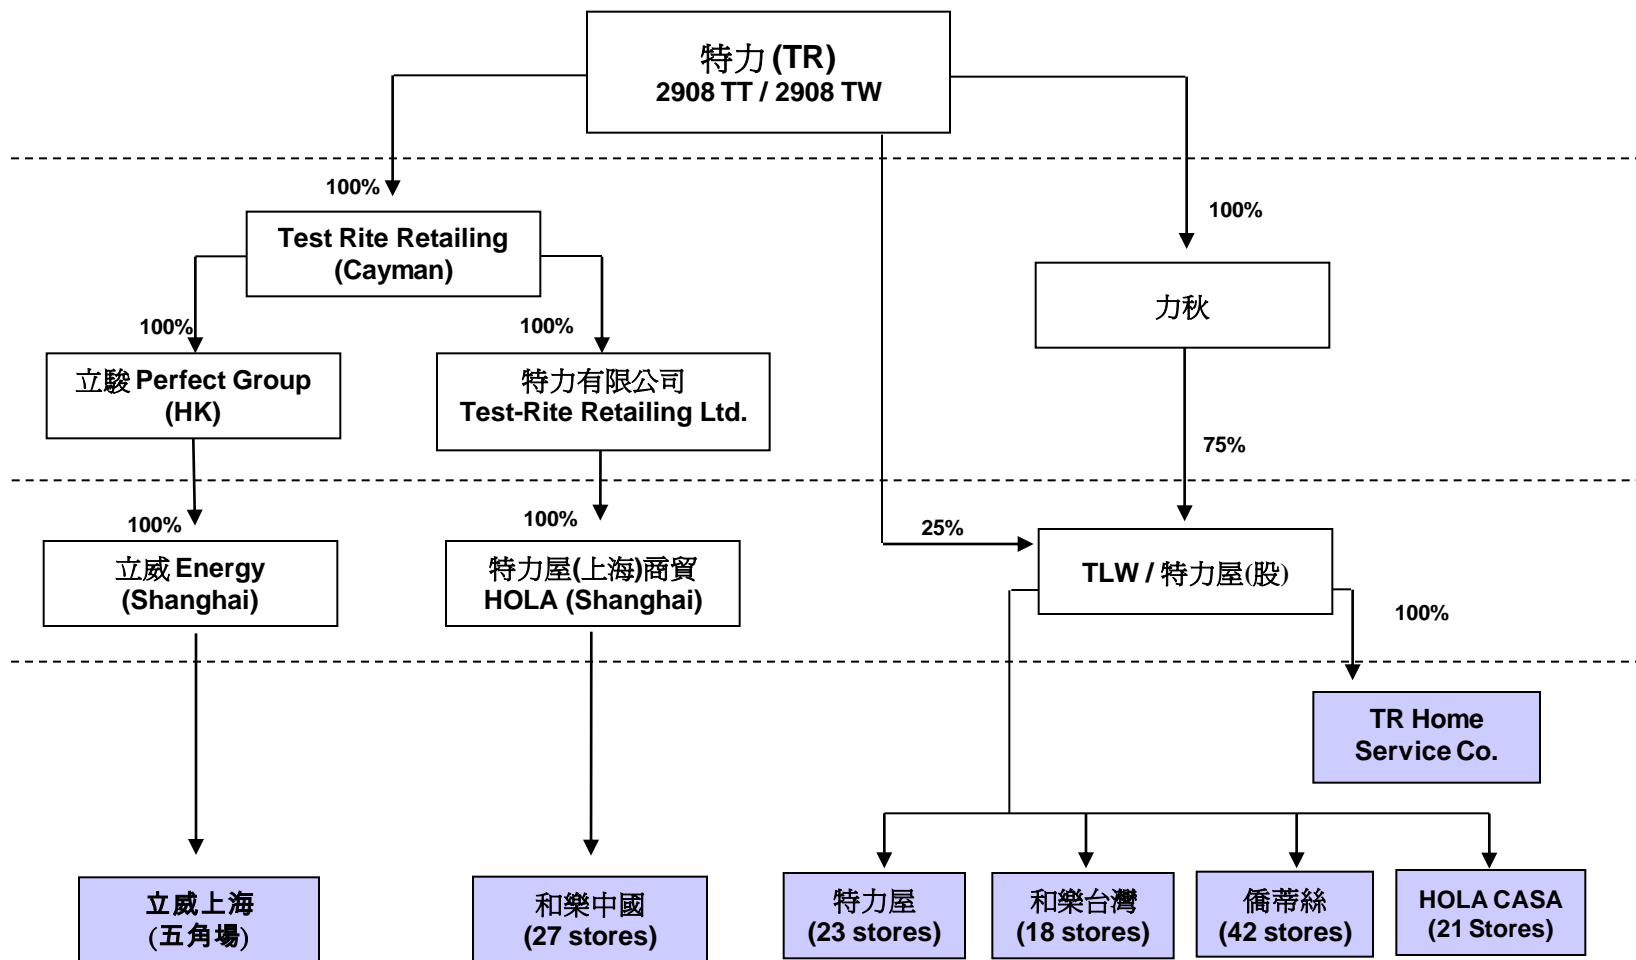 特力 (TR)
2908 TT / 2908 TW
100%
100%
Test Rite Retailing
(Cayman)
力秋
100%
100%
立駿 Perfect Group
(HK)
特力有限公司
Test-Rite Retailing Ltd.
75%
100%
100%
25%
立威 Energy
(Shanghai)
特力屋(上海)商貿
HOLA (Shanghai)
TLW / 特力屋(股)
100%
TR Home
Service Co.
立威上海
(五角場)
和樂中國
(27 stores)
特力屋
(23 stores)
和樂台灣
(18 stores)
僑蒂絲
(42 stores)
HOLA CASA
(21 Stores)